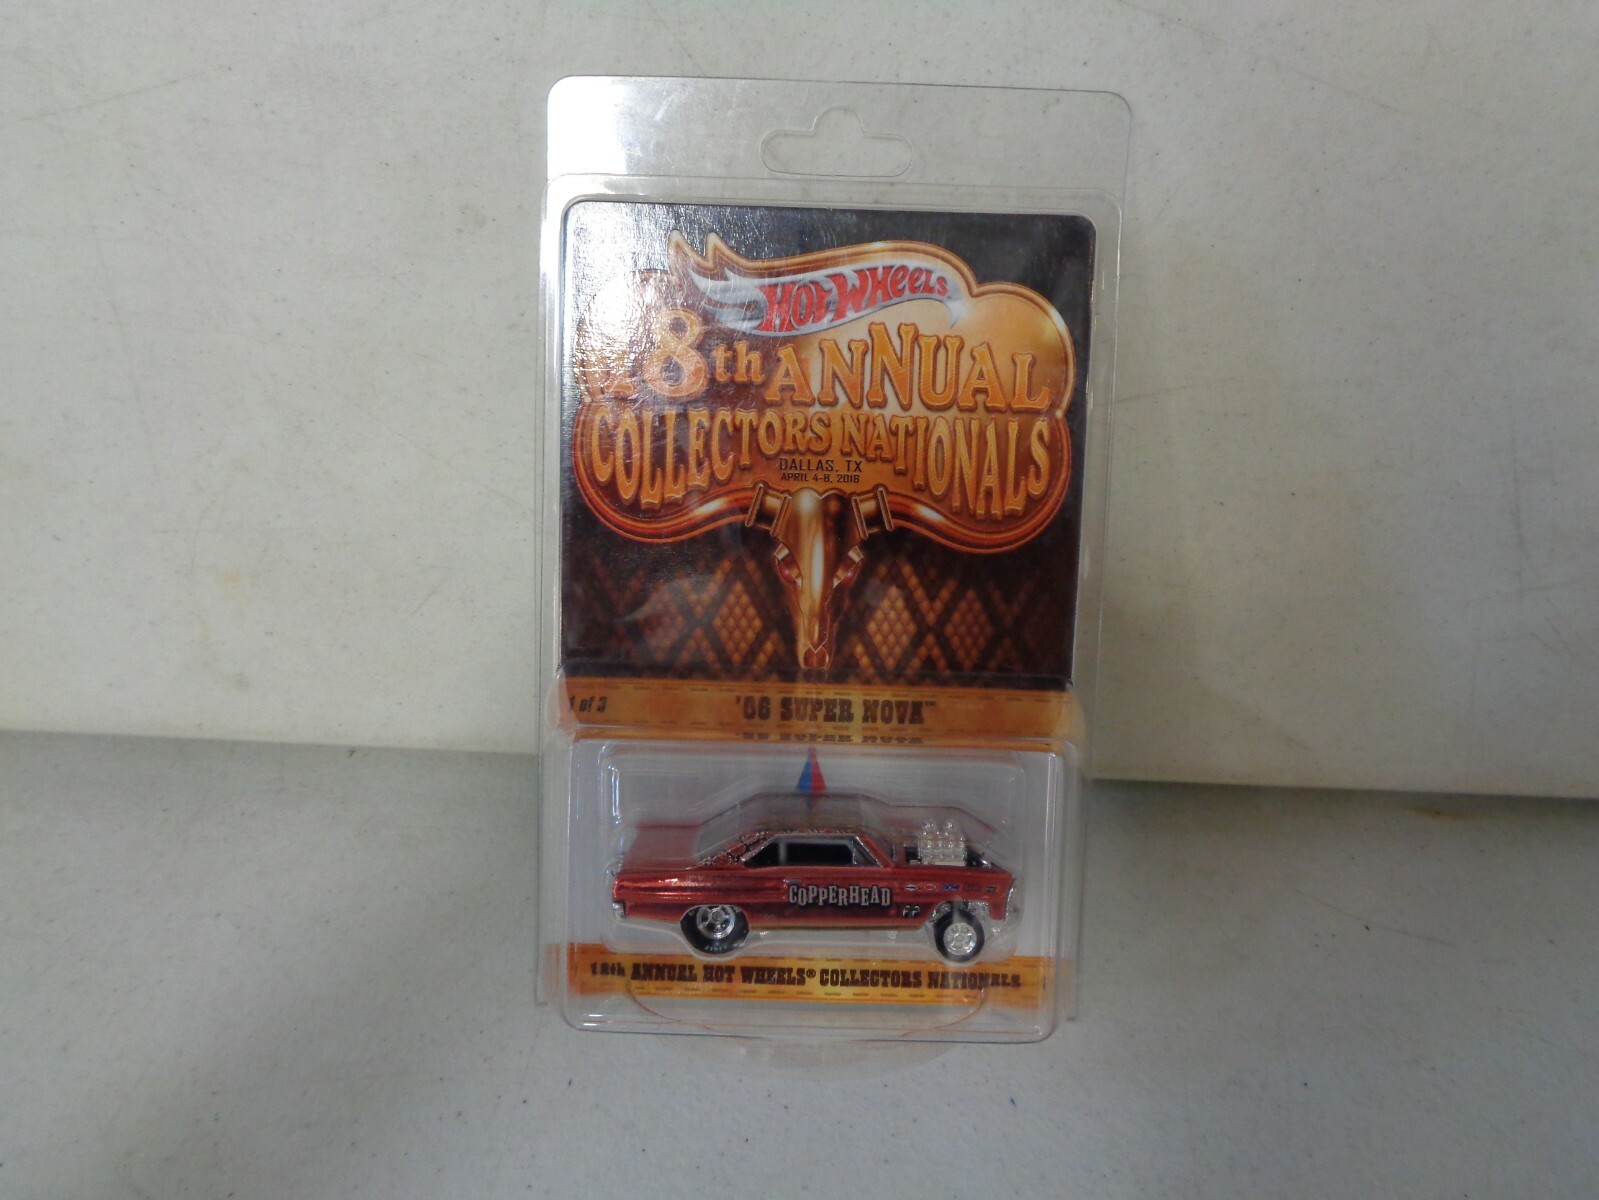 HOT WHEELS
18th ANNUAL
COLLECTORS NATIONALS
DALLAS, TX
APRIL 4-8, 2018
1 of 3
'66 SUPER NOVA™
COPPERHEAD
18th ANNUAL HOT WHEELS® COLLECTORS NATIONALS